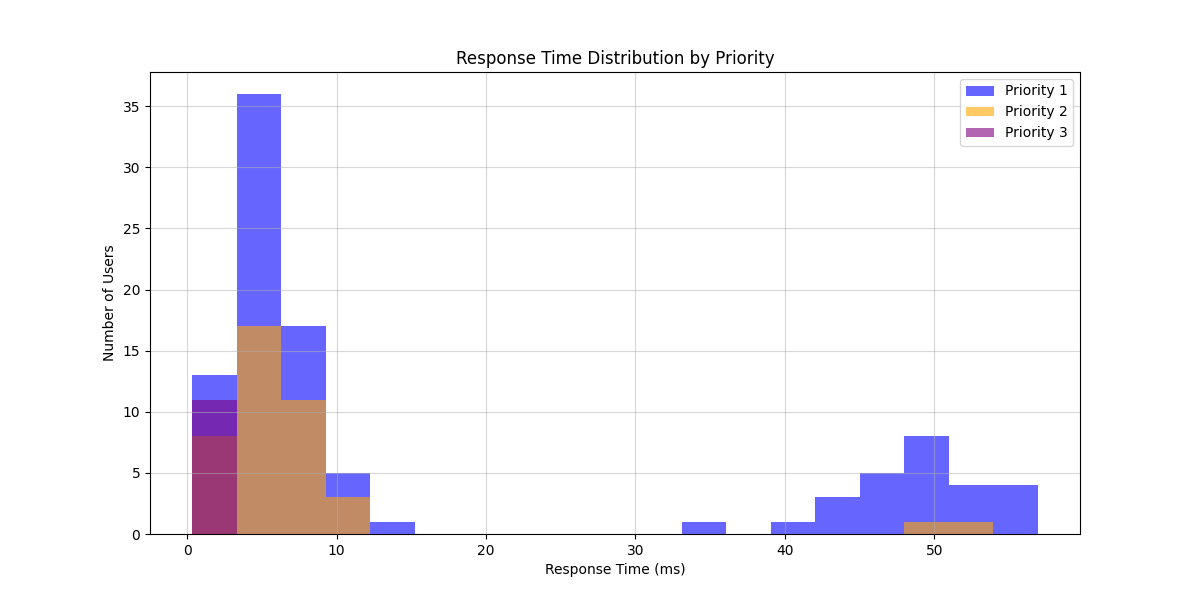 Response Time Distribution by Priority
Priority 1
Priority 2
Priority 3
Number of Users
35
30
25
20
15
10
5
0
0 10 20 30 40 50
Response Time (ms)